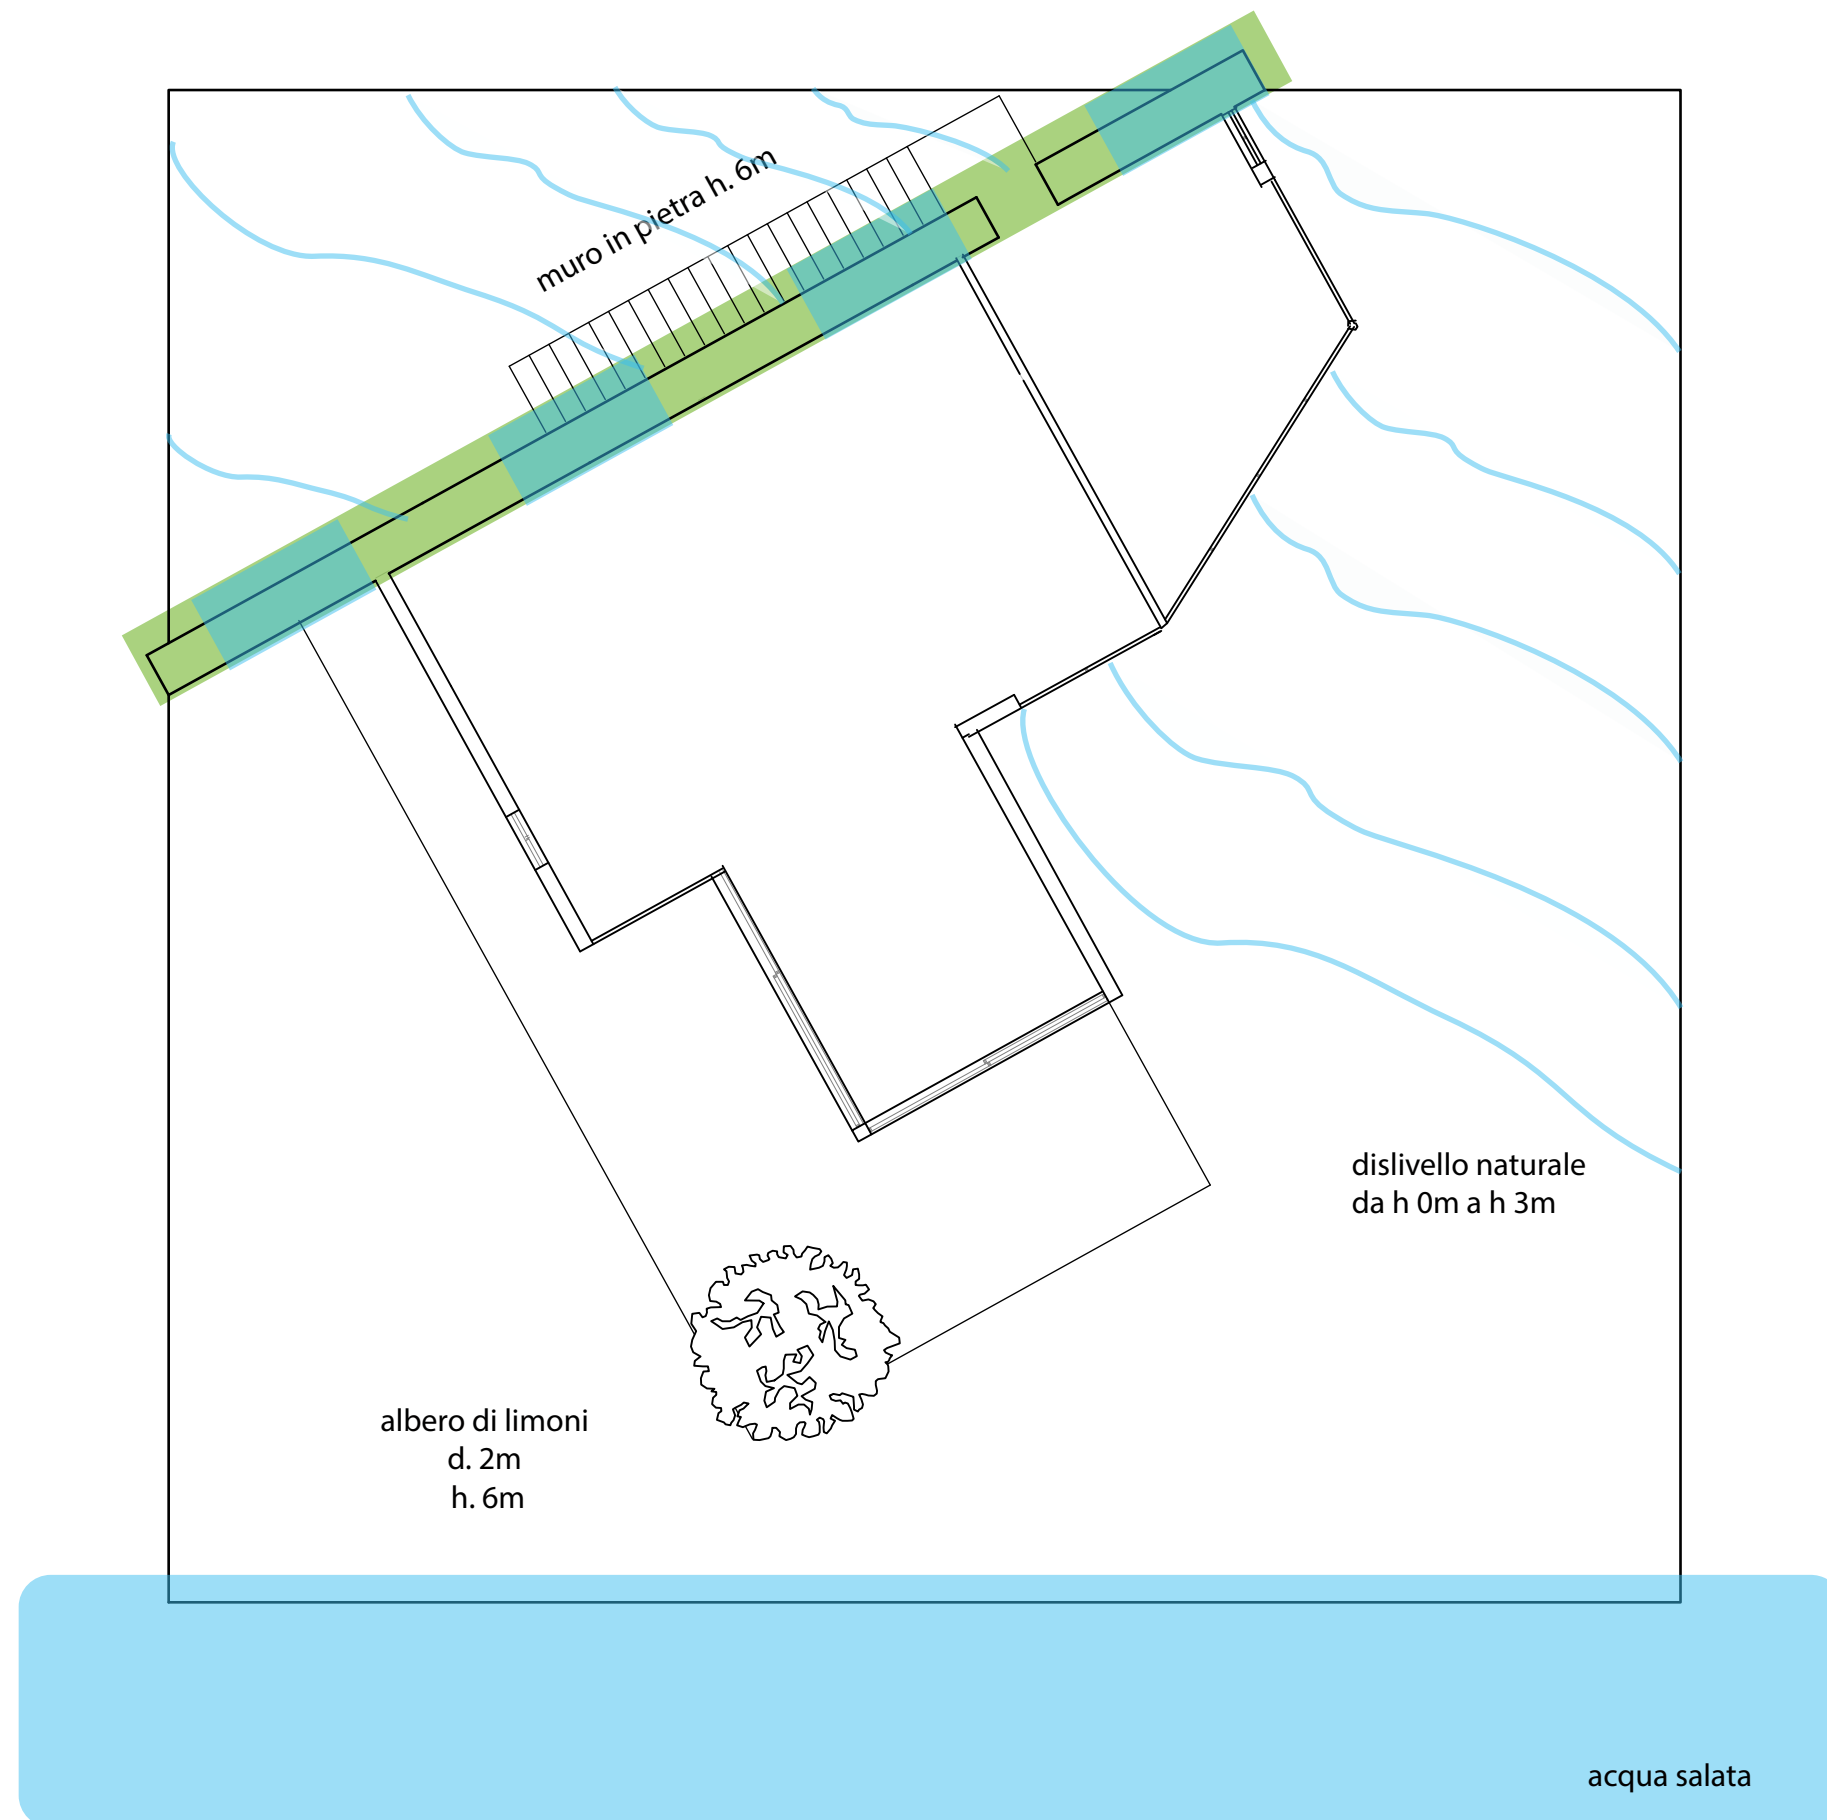 muro in pietra h. 6m
dislivello naturale
da h 0m a h 3m
albero di limoni
d. 2m
h. 6m
acqua salata